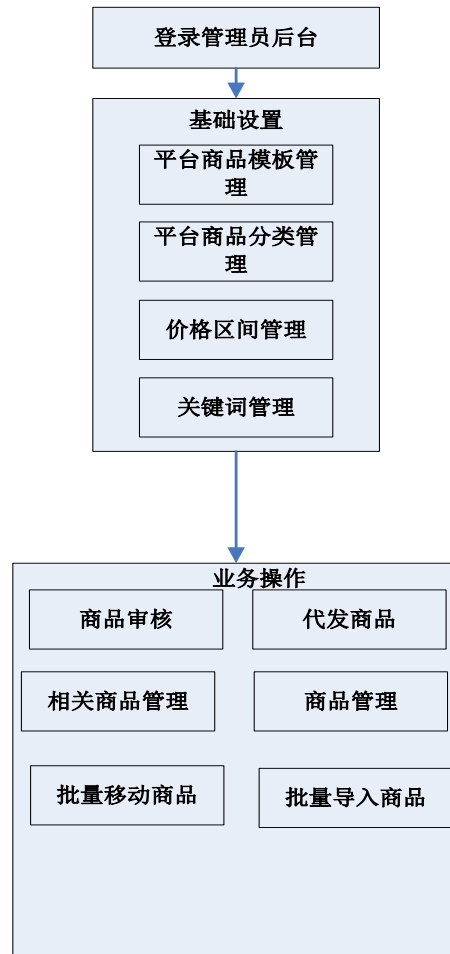 登录管理员后台
基础设置
平台商品模板管
理
平台商品分类管
理
价格区间管理
关键词管理
业务操作
商品审核
代发商品
相关商品管理
商品管理
批量移动商品
批量导入商品